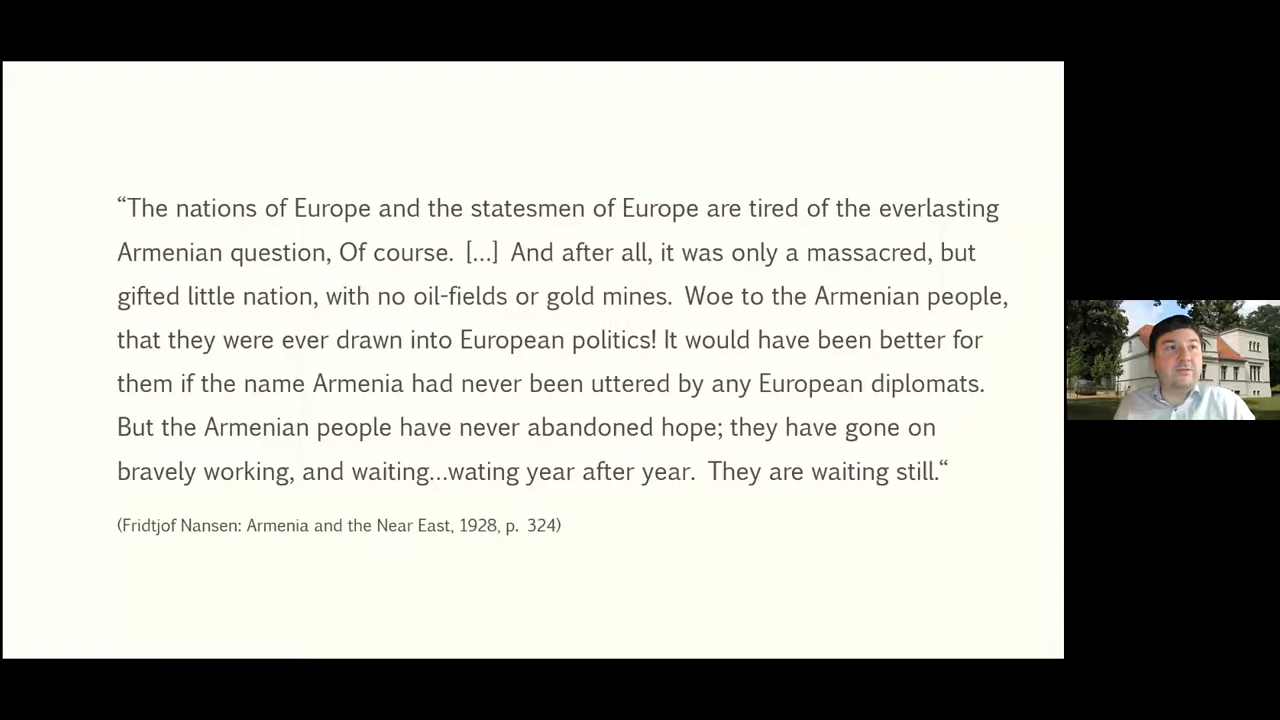 “The nations of Europe and the statesmen of Europe are tired of the everlasting
Armenian question, Of course. [...] And after all, it was only a massacred, but
gifted little nation, with no oil-fields or gold mines. Woe to the Armenian people,
that they were ever drawn into European politics! It would have been better for
them if the name Armenia had never been uttered by any European diplomats.
But the Armenian people have never abandoned hope; they have gone on
bravely working, and waiting...wating year after year. They are waiting still.“
(Fridtjof Nansen: Armenia and the Near East, 1928, p. 324)